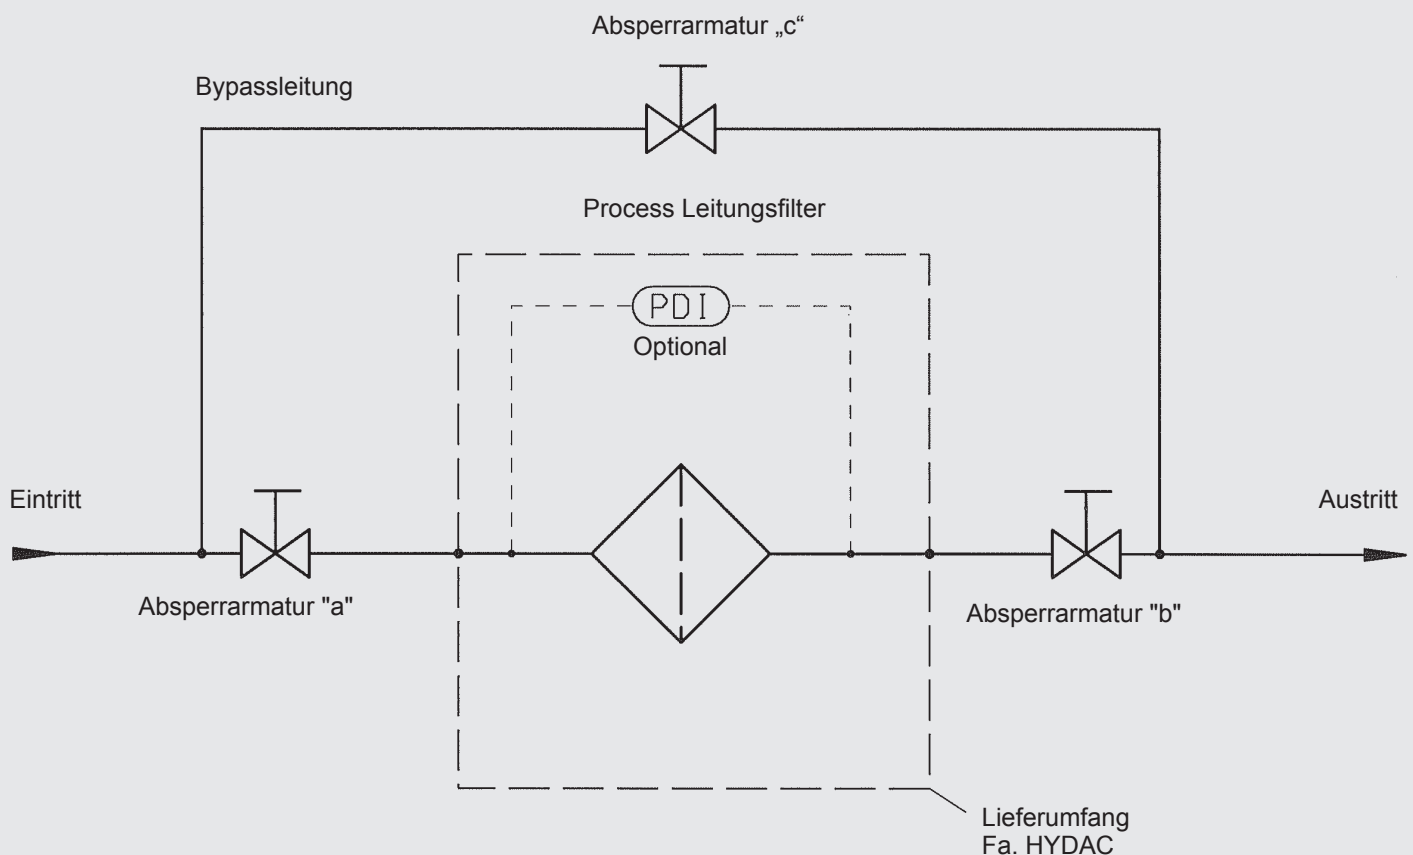 Absperrarmatur „c“
Bypassleitung
Process Leitungsfilter
PDI
Optional
Eintritt
Austritt
Absperrarmatur "a"
Absperrarmatur "b"
Lieferumfang
Fa. HYDAC